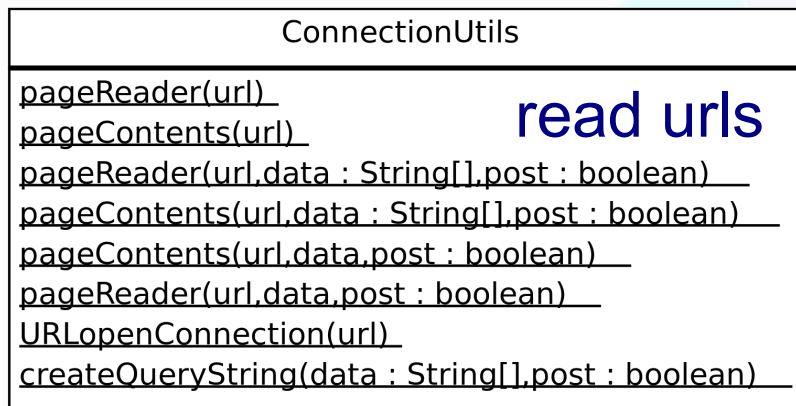 ConnectionUtils
pageReader(url)
read urls
pageContents(url)
pageReader(url,data : String[],post : boolean)
pageContents(url,data : String[],post : boolean)
pageContents(url,data,post : boolean)
pageReader(url,data,post : boolean)
URLopenConnection(url)
createQueryString(data : String[],post : boolean)